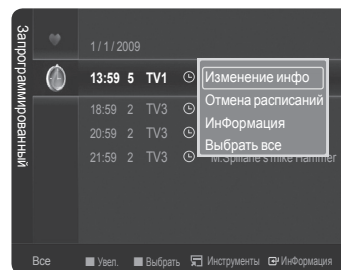 Запрограммированный
1 / 1 / 2009
13:59 5 TV1
18:59 2 TV3
20:59 2 TV3
21:59 2 TV3 M.Spillane's mike Hammer
Изменение инфо
Отмена расписаний
ИнФормация
Выбрать все
Все Увел. Выбрать Инструменты ИнФормация